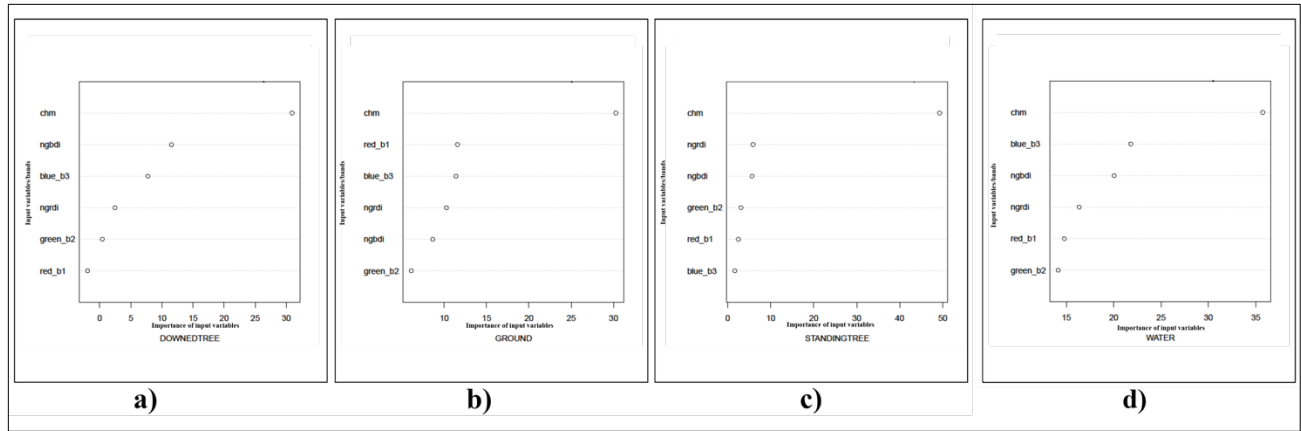 Input variables/bands
chm
ngbdi
blue_b3
ngrdi
green_b2
red_b1
0 5 10 15 20 25 30
Importance of input variables
DOWNEDTREE
a)
Input variables/bands
chm
red_b1
blue_b3
ngrdi
ngbdi
green_b2
10 15 20 25 30
Importance of input variables
GROUND
b)
Input variables/bands
chm
ngrdi
ngbdi
green_b2
red_b1
blue_b3
0 10 20 30 40 50
Importance of input variables
STANDINGTREE
c)
Input variables/bands
chm
blue_b3
ngbdi
ngrdi
red_b1
green_b2
15 20 25 30 35
Importance of input variables
WATER
d)